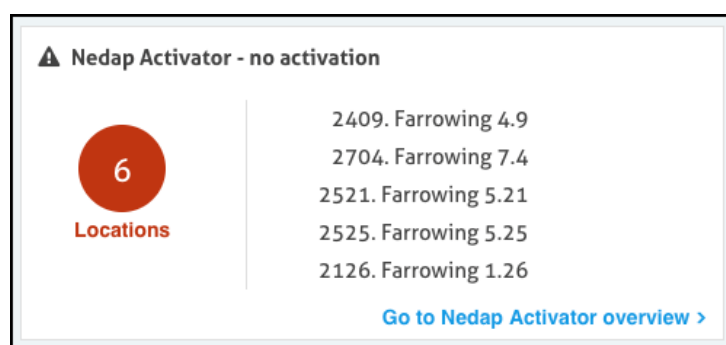 Nedap Activator - no activation
6
Locations
2409. Farrowing 4.9
2704. Farrowing 7.4
2521. Farrowing 5.21
2525. Farrowing 5.25
2126. Farrowing 1.26
Go to Nedap Activator overview >